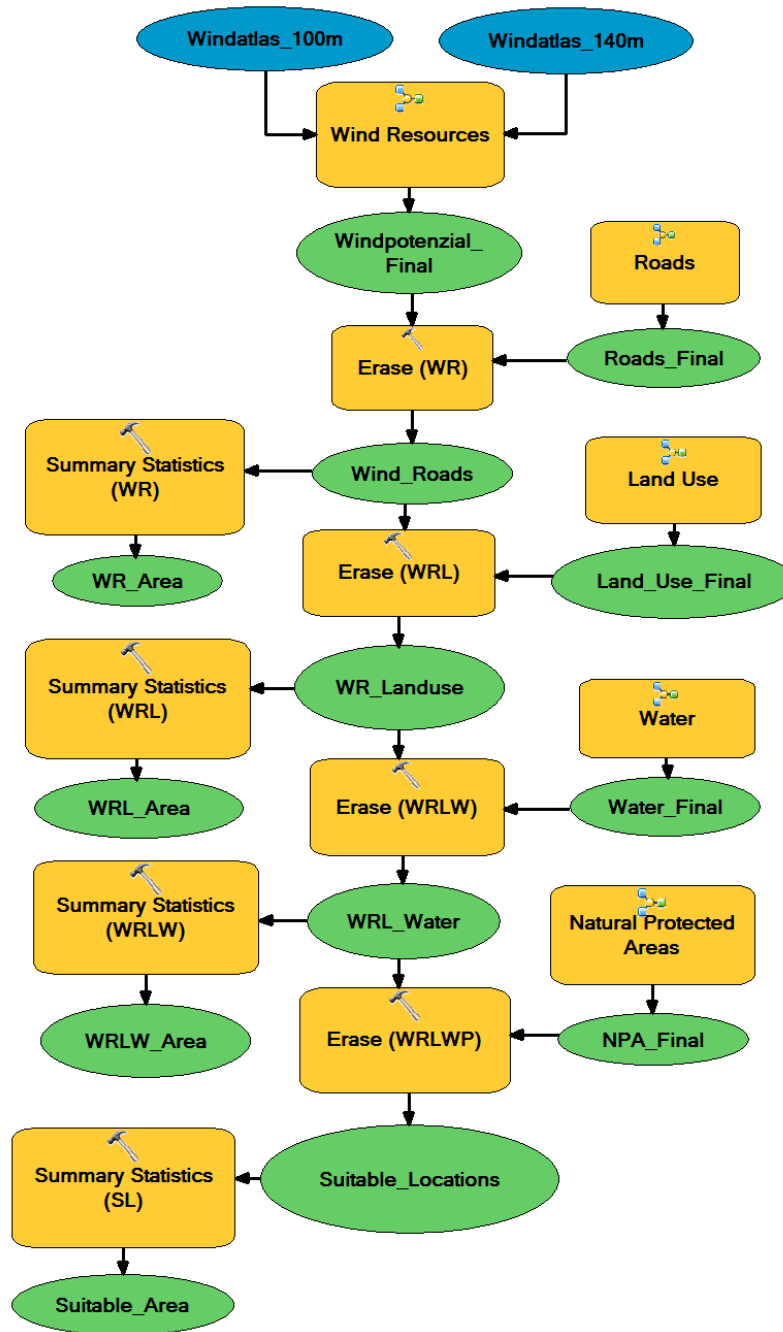 Windatlas_100m
Windatlas_140m
Wind Resources
Windpotenzial_
Final
Roads
Erase (WR)
Roads_Final
Summary Statistics
(WR)
Wind_Roads
Land Use
WR_Area
Erase (WRL)
Land_Use_Final
Summary Statistics
(WRL)
WR_Landuse
Water
WRL_Area
Erase (WRLW)
Water_Final
Summary Statistics
(WRLW)
WRL_Water
Natural Protected
Areas
WRLW_Area
Erase (WRLWP)
NPA_Final
Summary Statistics
(SL)
Suitable_Locations
Suitable_Area